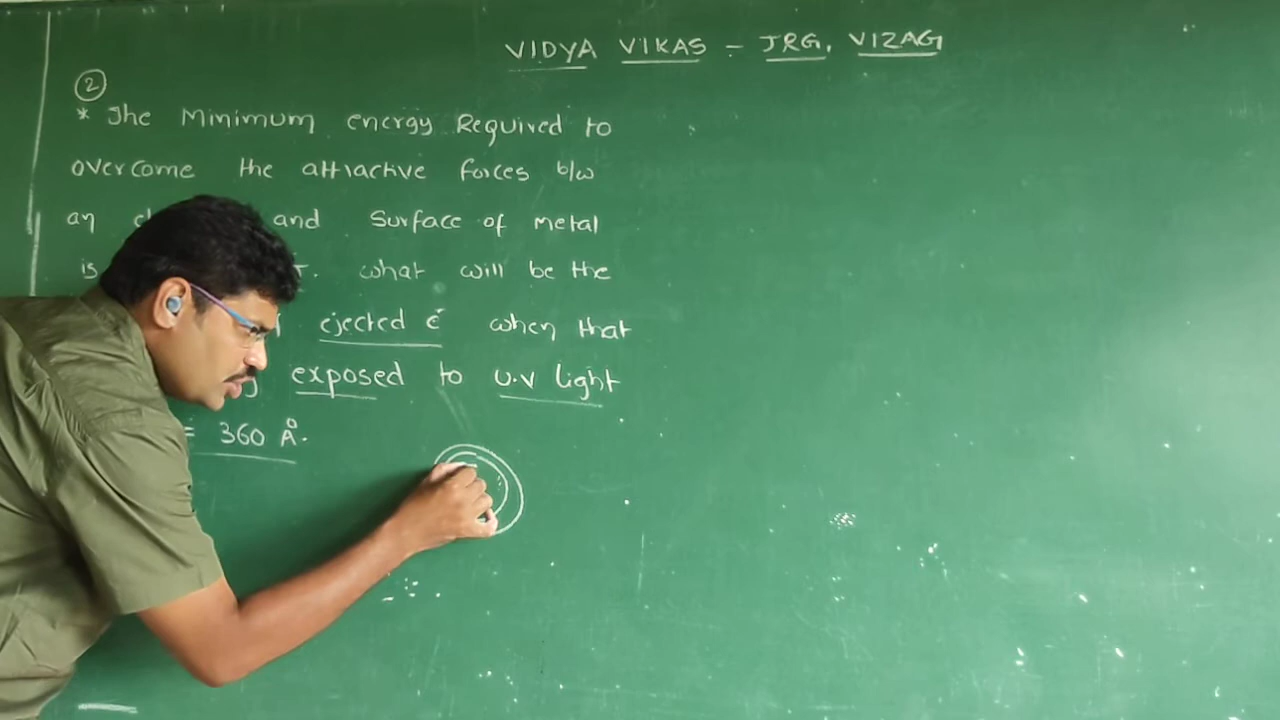 VIDYA VIKAS - JRG, VIZAG
②
* The Minimum energy Required to
overcome the attractive forces b/w
an and Surface of metal
is what will be the
ejected e⁻ when that
exposed to U.V light
= 360 Å.